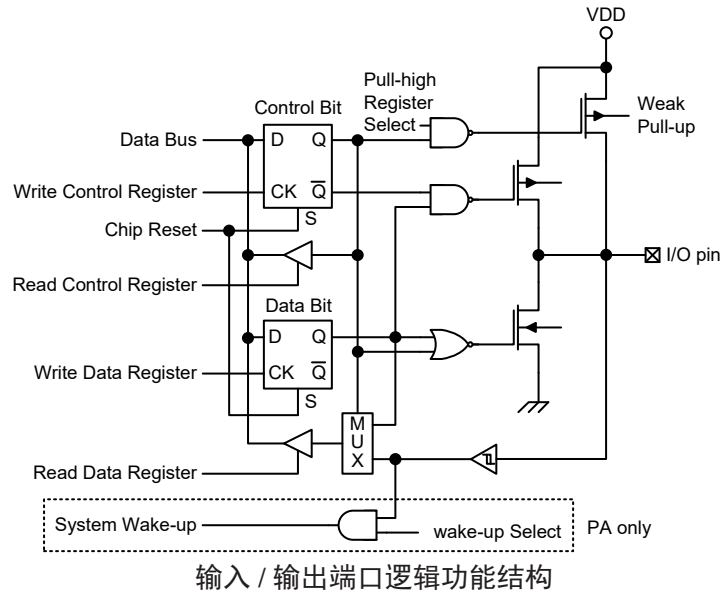 VDD
Pull-high
Register
Select
Weak
Pull-up
Control Bit
Data Bus
D
Q
Write Control Register
CK
Q̅
S
Chip Reset
I/O pin
Read Control Register
Data Bit
D
Q
Write Data Register
CK
Q̅
S
M
U
X
Read Data Register
System Wake-up
wake-up Select
PA only
输入 / 输出端口逻辑功能结构